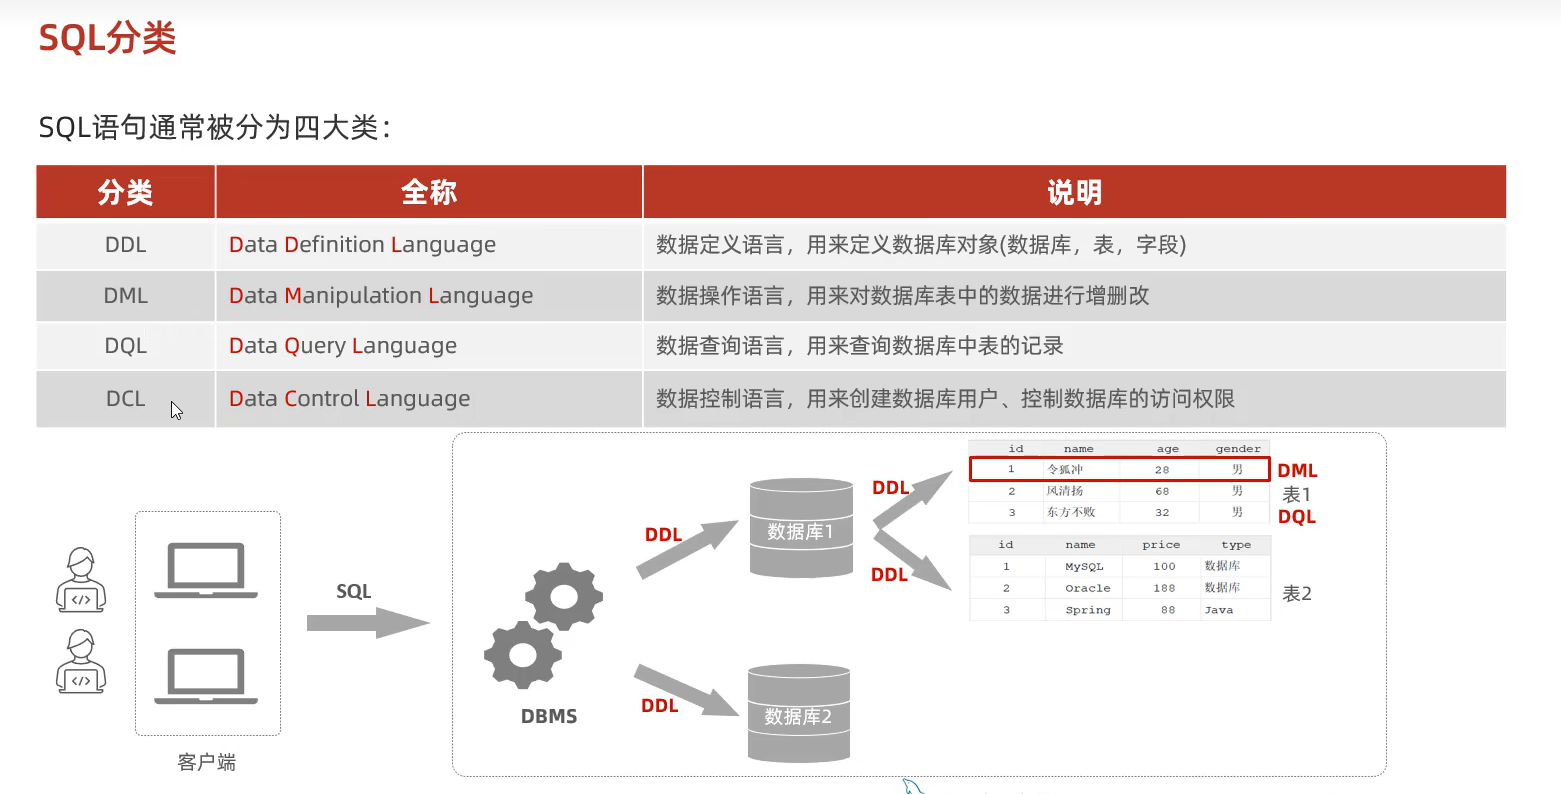 SQL分类
SQL语句通常被分为四大类：
分类 全称 说明
DDL Data Definition Language 数据定义语言，用来定义数据库对象(数据库，表，字段)
DML Data Manipulation Language 数据操作语言，用来对数据库表中的数据进行增删改
DQL Data Query Language 数据查询语言，用来查询数据库中表的记录
DCL Data Control Language 数据控制语言，用来创建数据库用户、控制数据库的访问权限
</>
</>
客户端
SQL
DBMS
DDL
DDL
数据库1
数据库2
DDL
DDL
id name age gender
1 令狐冲 28 男
2 风清扬 68 男
3 东方不败 32 男
DML
表1
DQL
id name price type
1 MySQL 100 数据库
2 Oracle 188 数据库
3 Spring 88 Java
表2